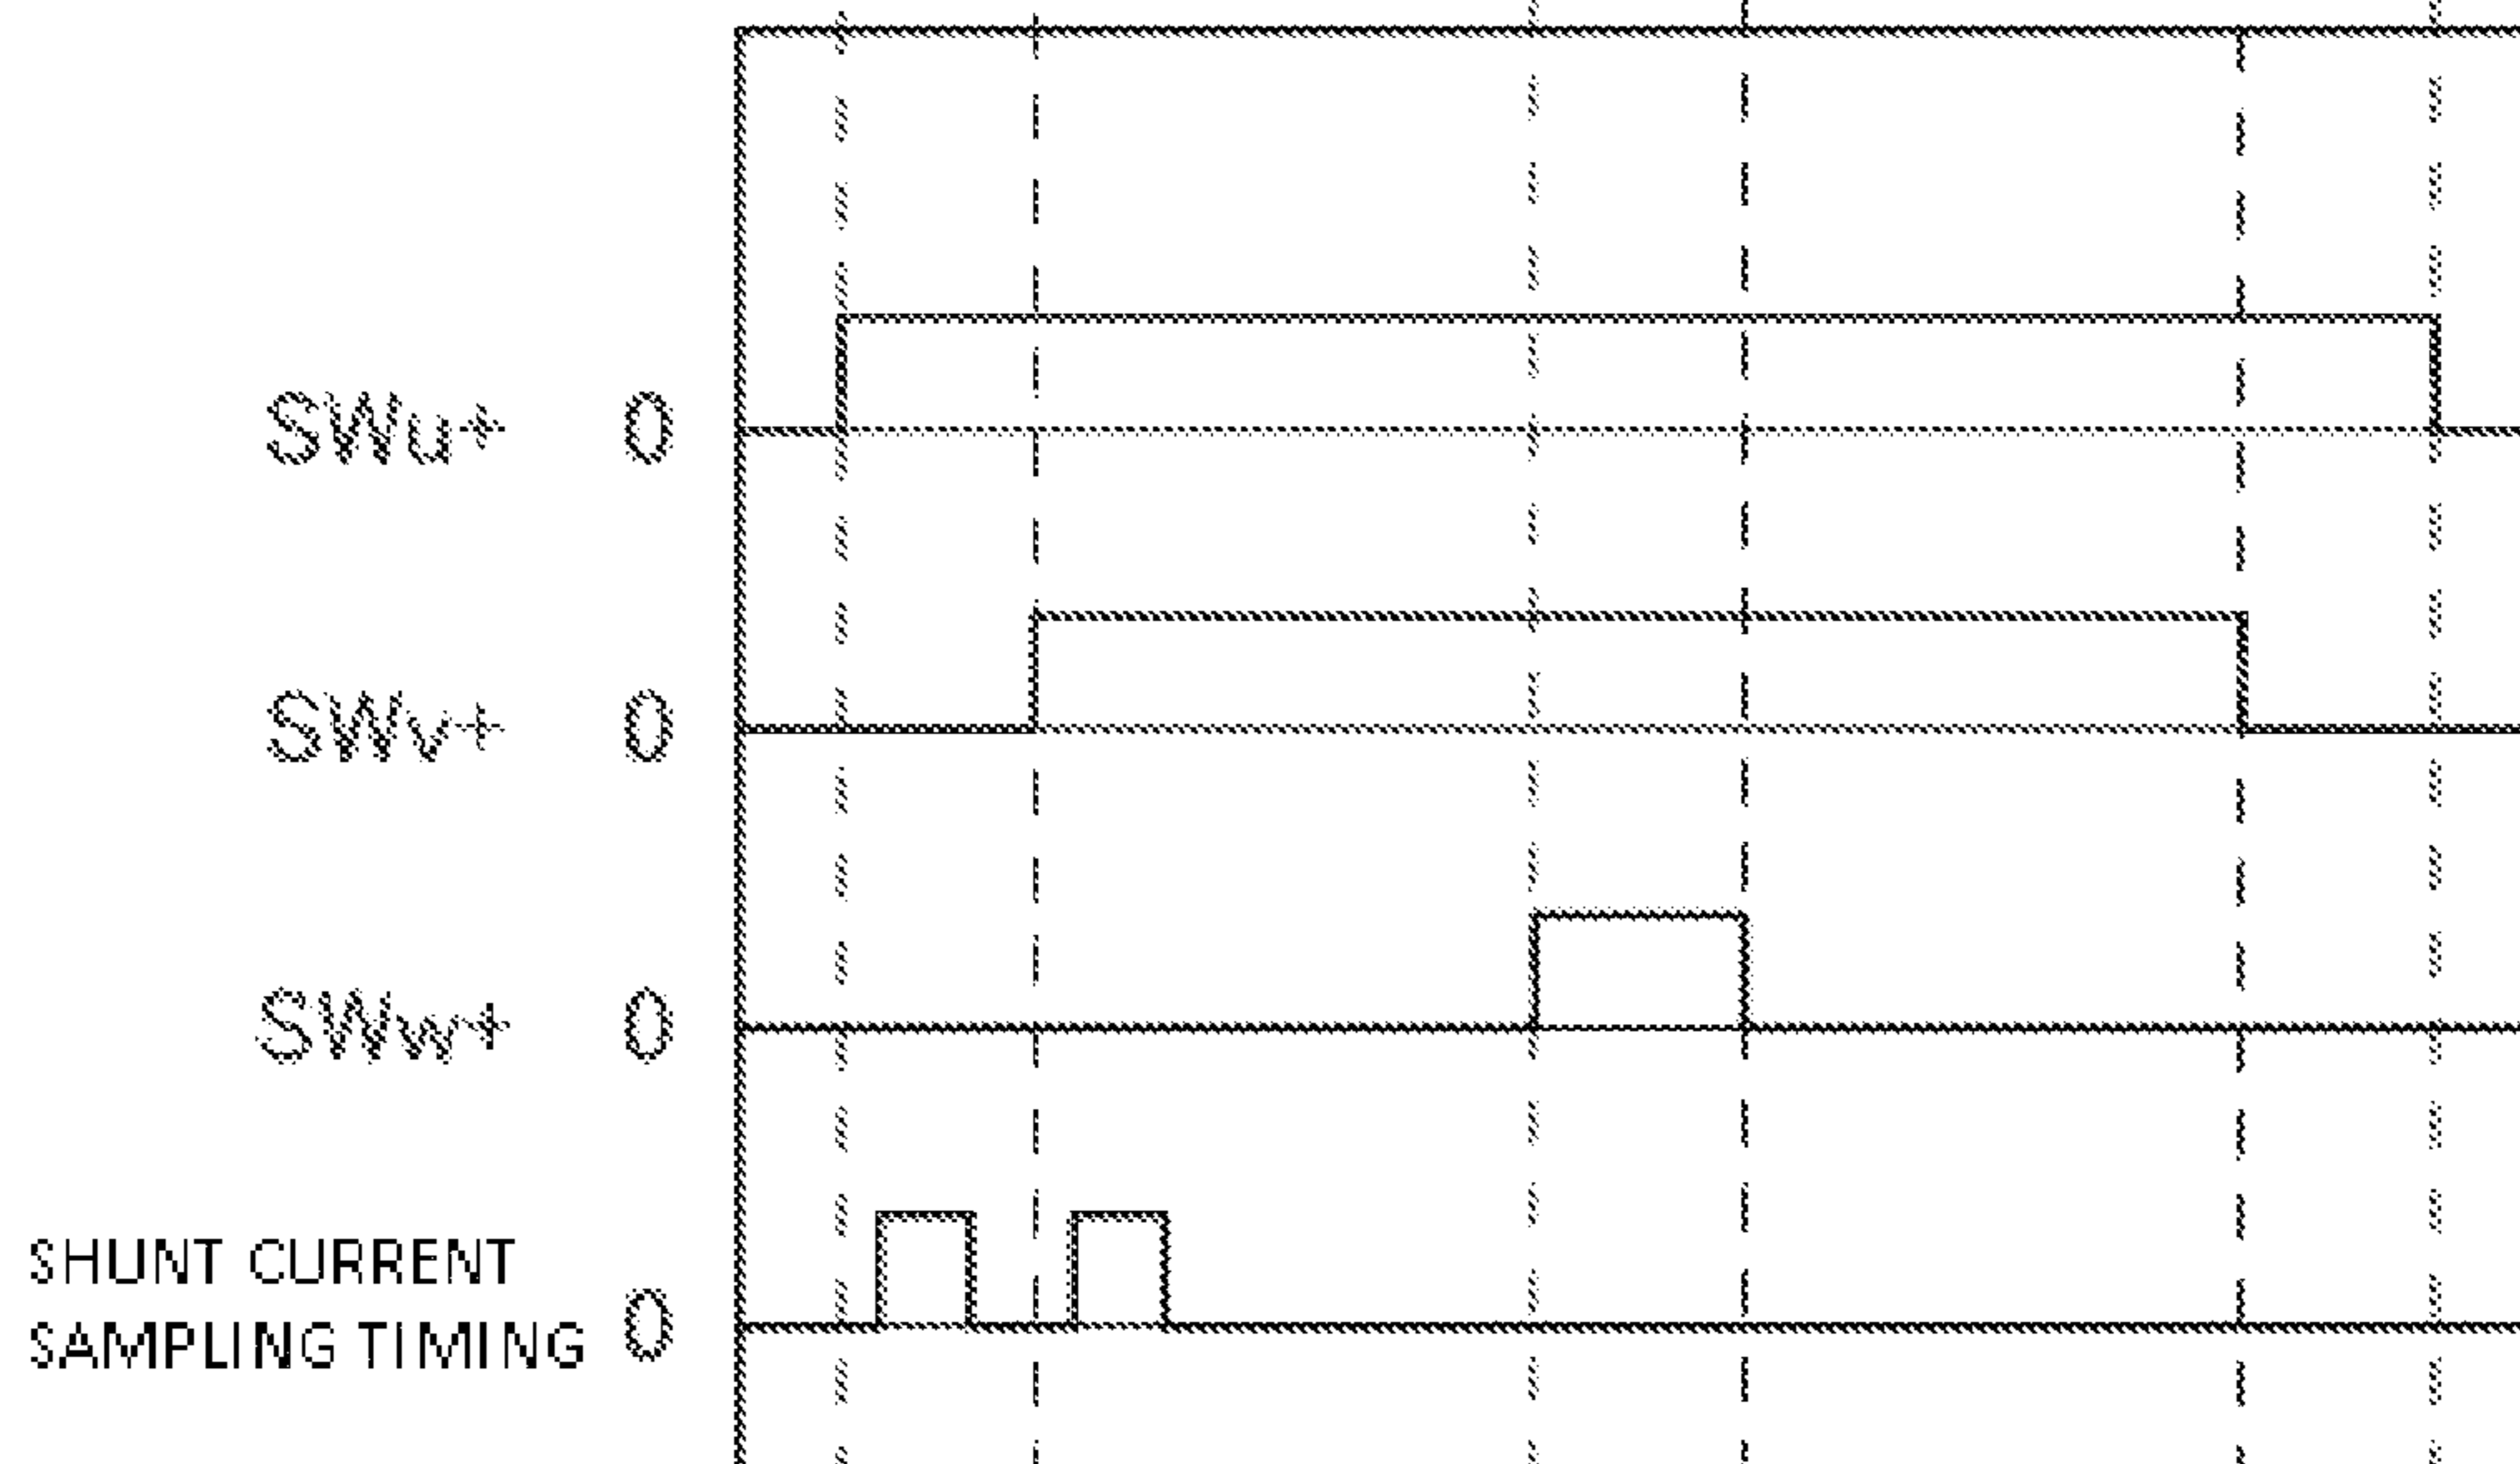 SWu+ 0
SWv+ 0
SWw+ 0
SHUNT CURRENT
SAMPLING TIMING 0